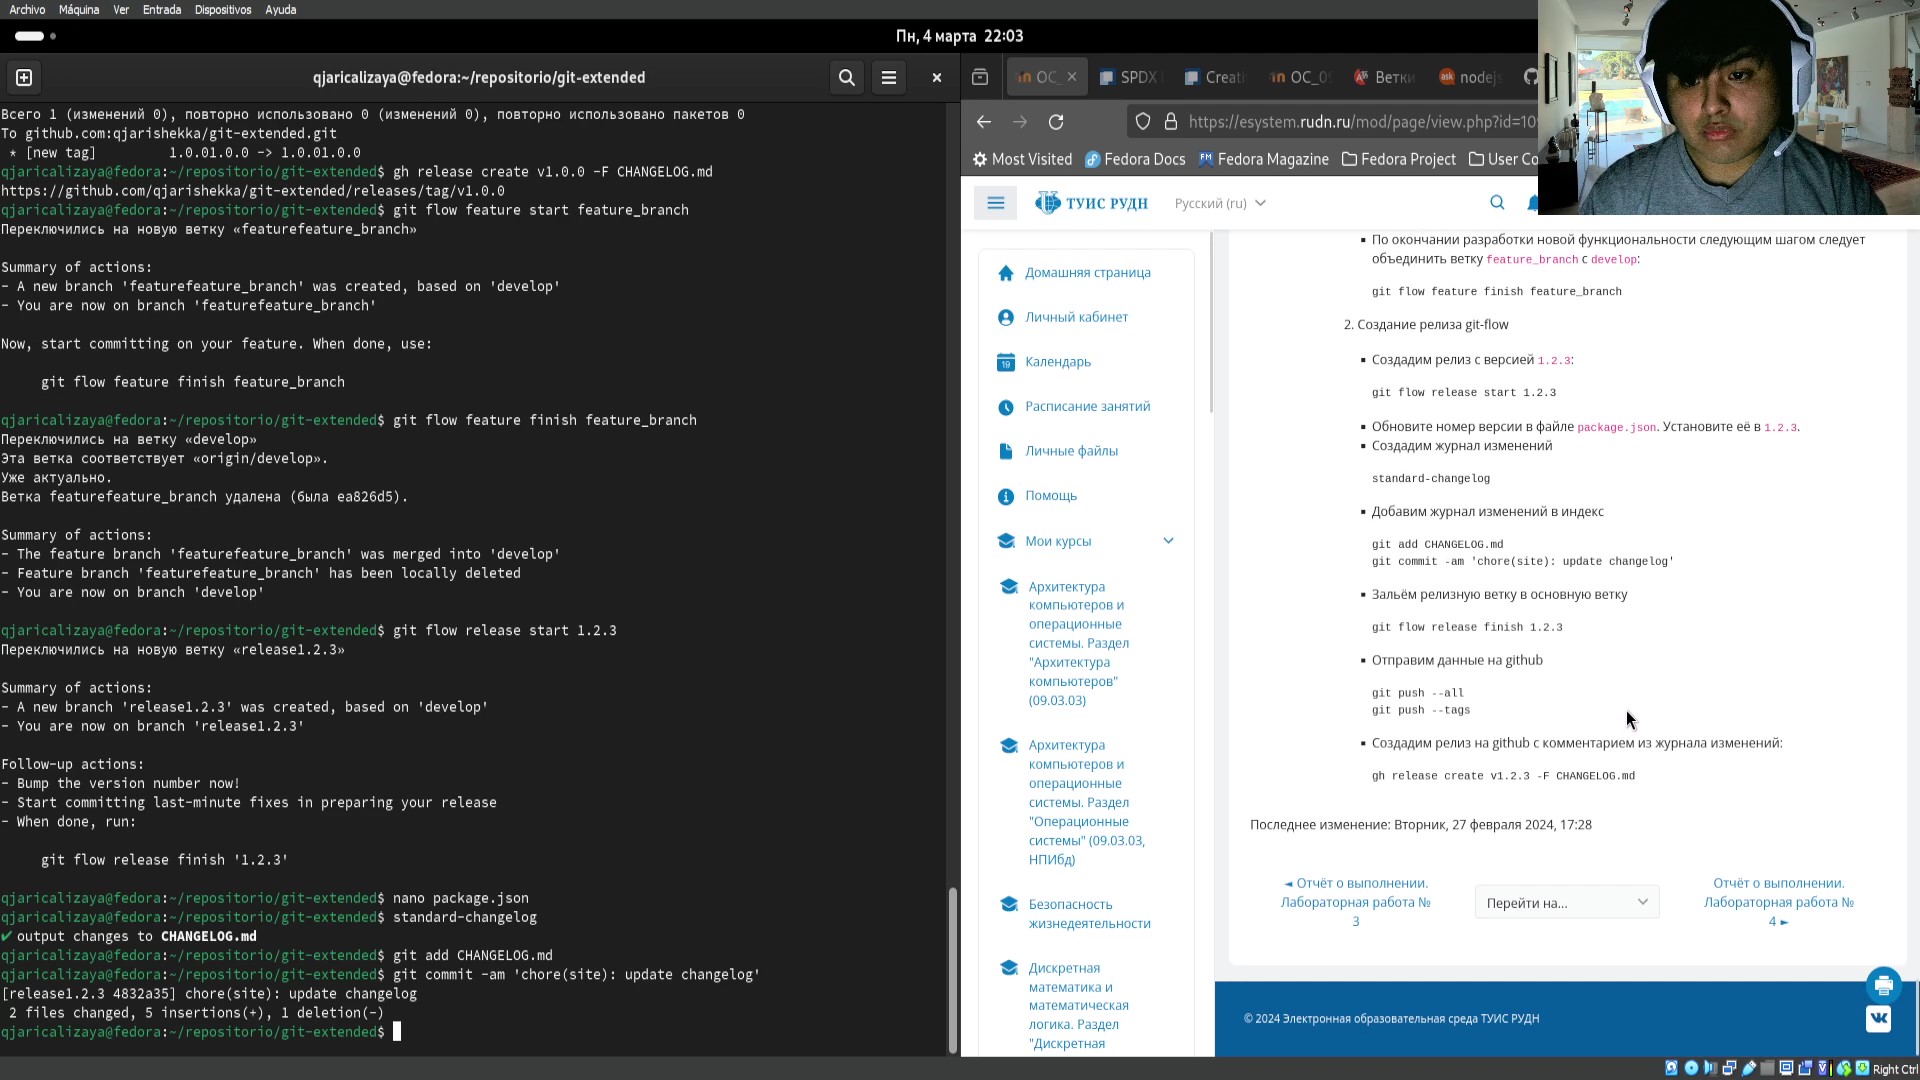 Archivo Máquina Ver Entrada Dispositivos Ayuda
Пн, 4 марта 22:03
qjaricalizaya@fedora:~/repositorio/git-extended
Всего 1 (изменений 0), повторно использовано 0 (изменений 0), повторно использовано пакетов 0
To github.com:qjarishekka/git-extended.git
* [new tag] 1.0.01.0.0 -> 1.0.01.0.0
qjaricalizaya@fedora:~/repositorio/git-extended$ gh release create v1.0.0 -F CHANGELOG.md
https://github.com/qjarishekka/git-extended/releases/tag/v1.0.0
qjaricalizaya@fedora:~/repositorio/git-extended$ git flow feature start feature_branch
Переключились на новую ветку «featurefeature_branch»
Summary of actions:
- A new branch 'featurefeature_branch' was created, based on 'develop'
- You are now on branch 'featurefeature_branch'
Now, start committing on your feature. When done, use:
git flow feature finish feature_branch
qjaricalizaya@fedora:~/repositorio/git-extended$ git flow feature finish feature_branch
Переключились на ветку «develop»
Эта ветка соответствует «origin/develop».
Уже актуально.
Ветка featurefeature_branch удалена (была ea826d5).
Summary of actions:
- The feature branch 'featurefeature_branch' was merged into 'develop'
- Feature branch 'featurefeature_branch' has been locally deleted
- You are now on branch 'develop'
qjaricalizaya@fedora:~/repositorio/git-extended$ git flow release start 1.2.3
Переключились на новую ветку «release1.2.3»
Summary of actions:
- A new branch 'release1.2.3' was created, based on 'develop'
- You are now on branch 'release1.2.3'
Follow-up actions:
- Bump the version number now!
- Start committing last-minute fixes in preparing your release
- When done, run:
git flow release finish '1.2.3'
qjaricalizaya@fedora:~/repositorio/git-extended$ nano package.json
qjaricalizaya@fedora:~/repositorio/git-extended$ standard-changelog
✔ output changes to CHANGELOG.md
qjaricalizaya@fedora:~/repositorio/git-extended$ git add CHANGELOG.md
qjaricalizaya@fedora:~/repositorio/git-extended$ git commit -am 'chore(site): update changelog'
[release1.2.3 4832a35] chore(site): update changelog
2 files changed, 5 insertions(+), 1 deletion(-)
qjaricalizaya@fedora:~/repositorio/git-extended$
ОС_ SPDX Creati ОС_0 Ветки nodejs
https://esystem.rudn.ru/mod/page/view.php?id=10
Most Visited Fedora Docs Fedora Magazine Fedora Project User Co
ТУИС РУДН Русский (ru)
Домашняя страница
Личный кабинет
Календарь
Расписание занятий
Личные файлы
Помощь
Мои курсы
Архитектура
компьютеров и
операционные
системы. Раздел
"Архитектура
компьютеров"
(09.03.03)
Архитектура
компьютеров и
операционные
системы. Раздел
"Операционные
системы" (09.03.03,
НПИбд)
Безопасность
жизнедеятельности
Дискретная
математика и
математическая
логика. Раздел
"Дискретная
▪ По окончании разработки новой функциональности следующим шагом следует
объединить ветку feature_branch с develop:
git flow feature finish feature_branch
2. Создание релиза git-flow
▪ Создадим релиз с версией 1.2.3:
git flow release start 1.2.3
▪ Обновите номер версии в файле package.json. Установите её в 1.2.3.
▪ Создадим журнал изменений
standard-changelog
▪ Добавим журнал изменений в индекс
git add CHANGELOG.md
git commit -am 'chore(site): update changelog'
▪ Зальём релизную ветку в основную ветку
git flow release finish 1.2.3
▪ Отправим данные на github
git push --all
git push --tags
▪ Создадим релиз на github с комментарием из журнала изменений:
gh release create v1.2.3 -F CHANGELOG.md
Последнее изменение: Вторник, 27 февраля 2024, 17:28
◄ Отчёт о выполнении.
Лабораторная работа №
3
Перейти на...
Отчёт о выполнении.
Лабораторная работа №
4 ►
© 2024 Электронная образовательная среда ТУИС РУДН
Right Ctrl